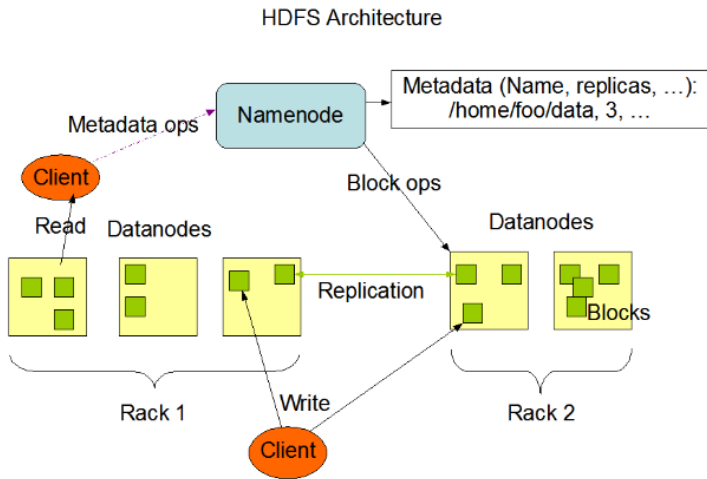 HDFS Architecture
Metadata (Name, replicas, …):
/home/foo/data, 3, …
Namenode
Metadata ops
Client
Block ops
Read
Datanodes
Datanodes
Replication
Blocks
Rack 1
Write
Rack 2
Client